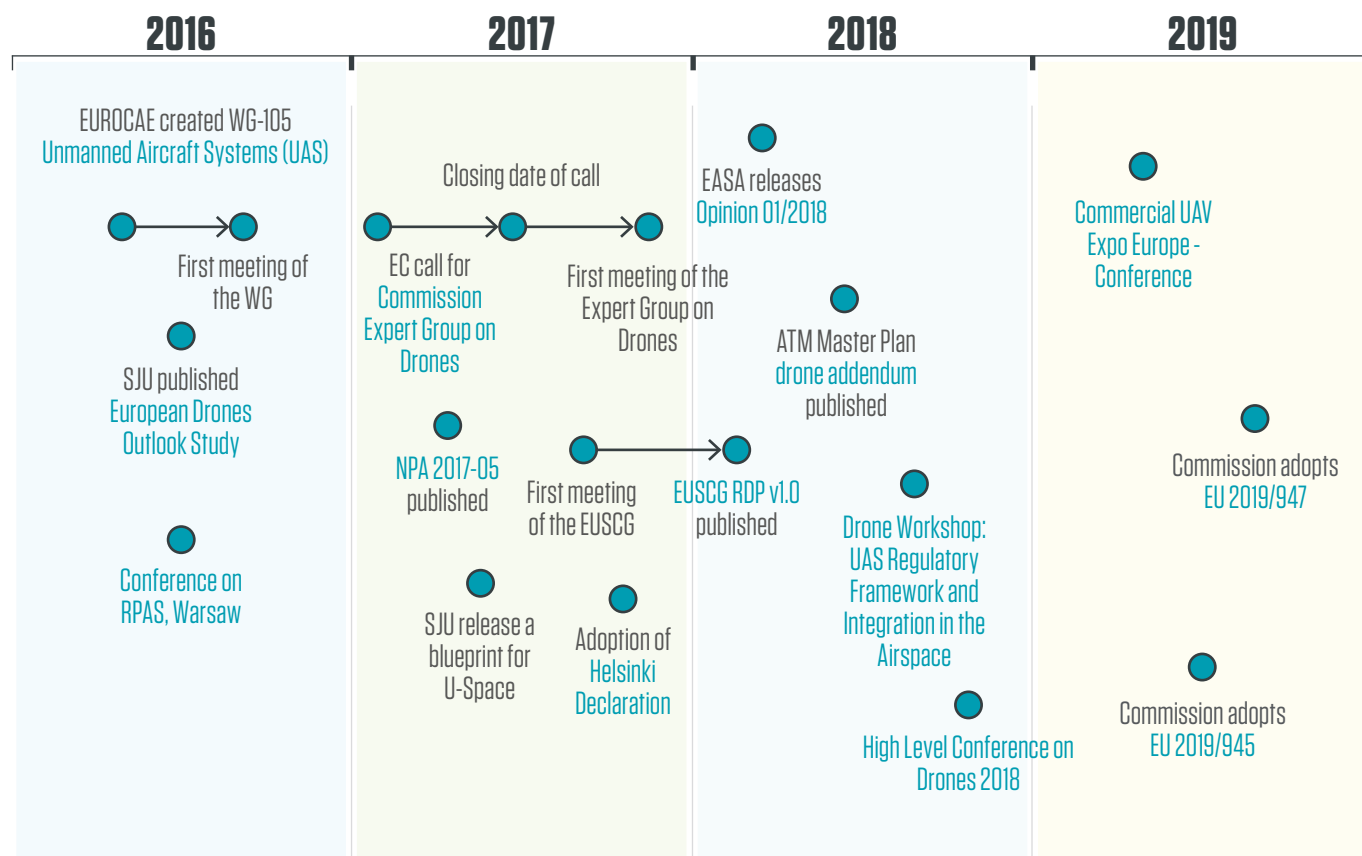 2016
2017
2018
2019
EUROCAE created WG-105
Unmanned Aircraft Systems (UAS)
First meeting of
the WG
SJU published
European Drones
Outlook Study
Conference on
RPAS, Warsaw
Closing date of call
EC call for
Commission
Expert Group on
Drones
First meeting of the
Expert Group on
Drones
NPA 2017-05
published
First meeting
of the EUSCG
EUSCG RDP v1.0
published
SJU release a
blueprint for
U-Space
Adoption of
Helsinki
Declaration
EASA releases
Opinion 01/2018
ATM Master Plan
drone addendum
published
Drone Workshop:
UAS Regulatory
Framework and
Integration in the
Airspace
High Level Conference on
Drones 2018
Commercial UAV
Expo Europe -
Conference
Commission adopts
EU 2019/947
Commission adopts
EU 2019/945